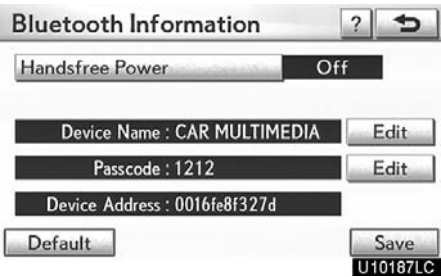 Bluetooth Information ?
Handsfree Power Off
Device Name : CAR MULTIMEDIA Edit
Passcode : 1212 Edit
Device Address : 0016fe8f327d
Default Save
U10187LC